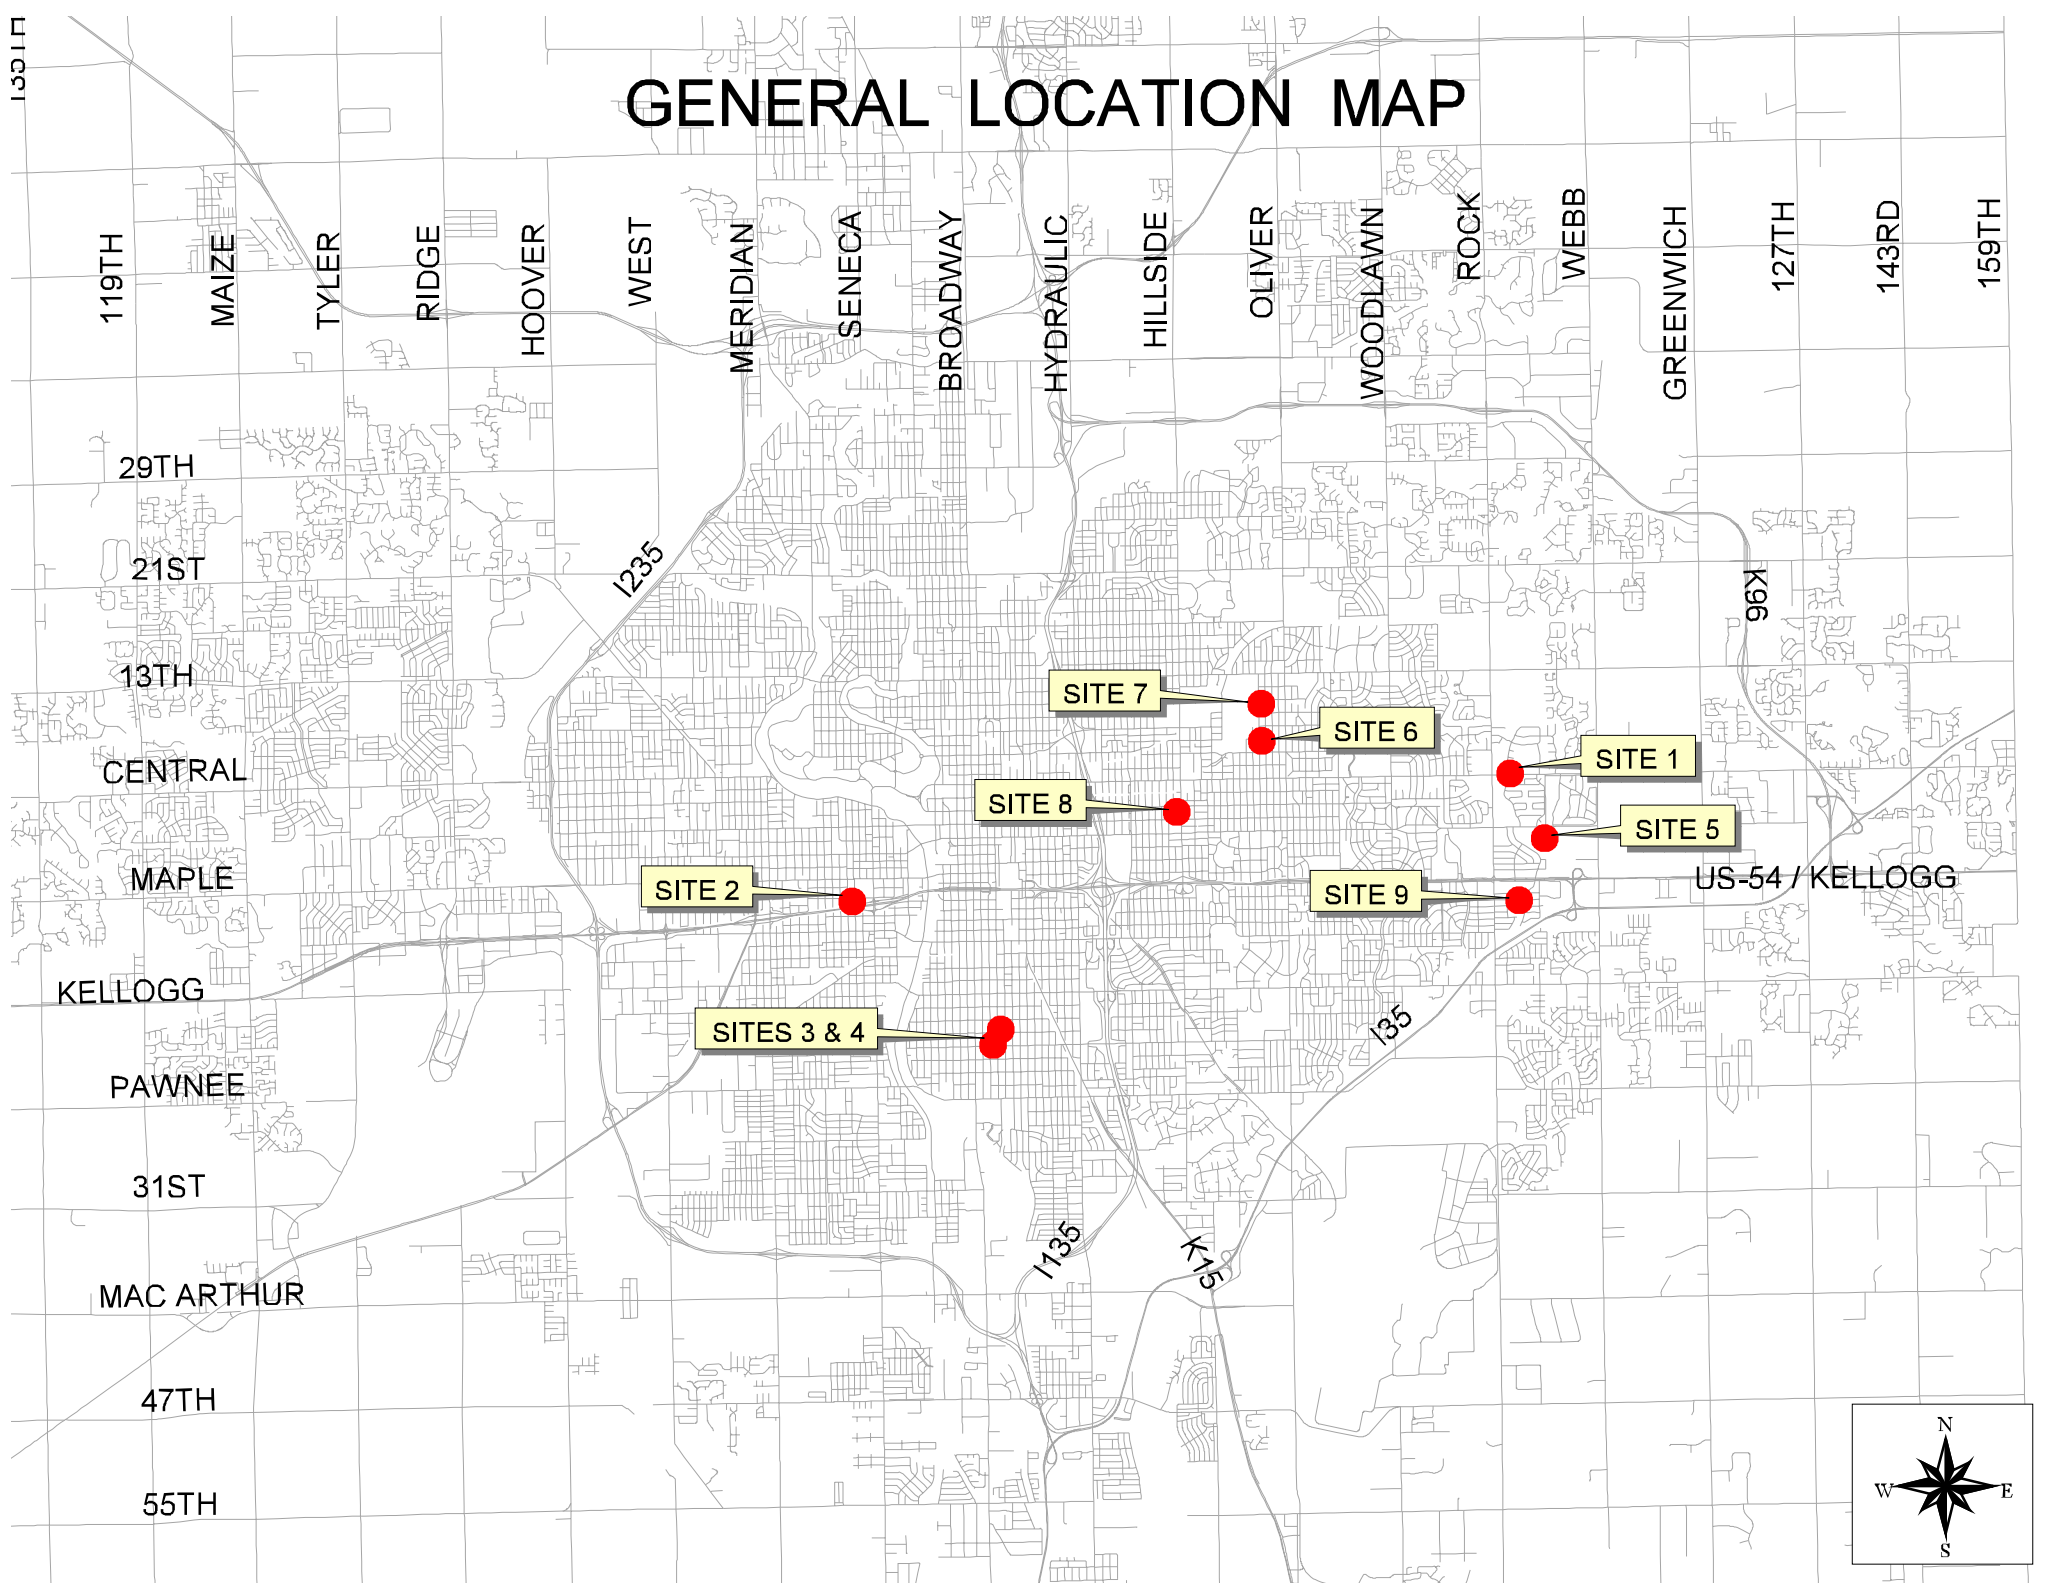 135TH
GENERAL LOCATION MAP
119TH
MAIZE
TYLER
RIDGE
HOOVER
WEST
MERIDIAN
SENECA
BROADWAY
HYDRAULIC
HILLSIDE
OLIVER
WOODLAWN
ROCK
WEBB
GREENWICH
127TH
143RD
159TH
29TH
21ST
I235
K96
13TH
SITE 7
SITE 6
CENTRAL
SITE 1
SITE 8
SITE 5
MAPLE
SITE 2
SITE 9
US-54 / KELLOGG
KELLOGG
SITES 3 & 4
I35
PAWNEE
31ST
I135
K15
MAC ARTHUR
47TH
55TH
N
W
E
S